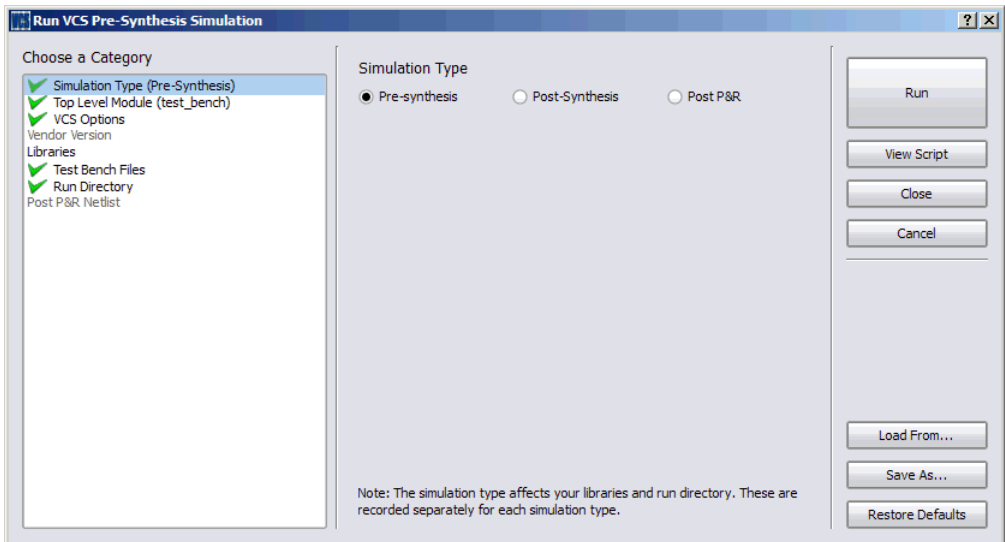 Run VCS Pre-Synthesis Simulation
Choose a Category
Simulation Type (Pre-Synthesis)
Top Level Module (test_bench)
VCS Options
Vendor Version
Libraries
Test Bench Files
Run Directory
Post P&R Netlist
Simulation Type
Pre-synthesis Post-Synthesis Post P&R
Note: The simulation type affects your libraries and run directory. These are
recorded separately for each simulation type.
Run
View Script
Close
Cancel
Load From...
Save As...
Restore Defaults